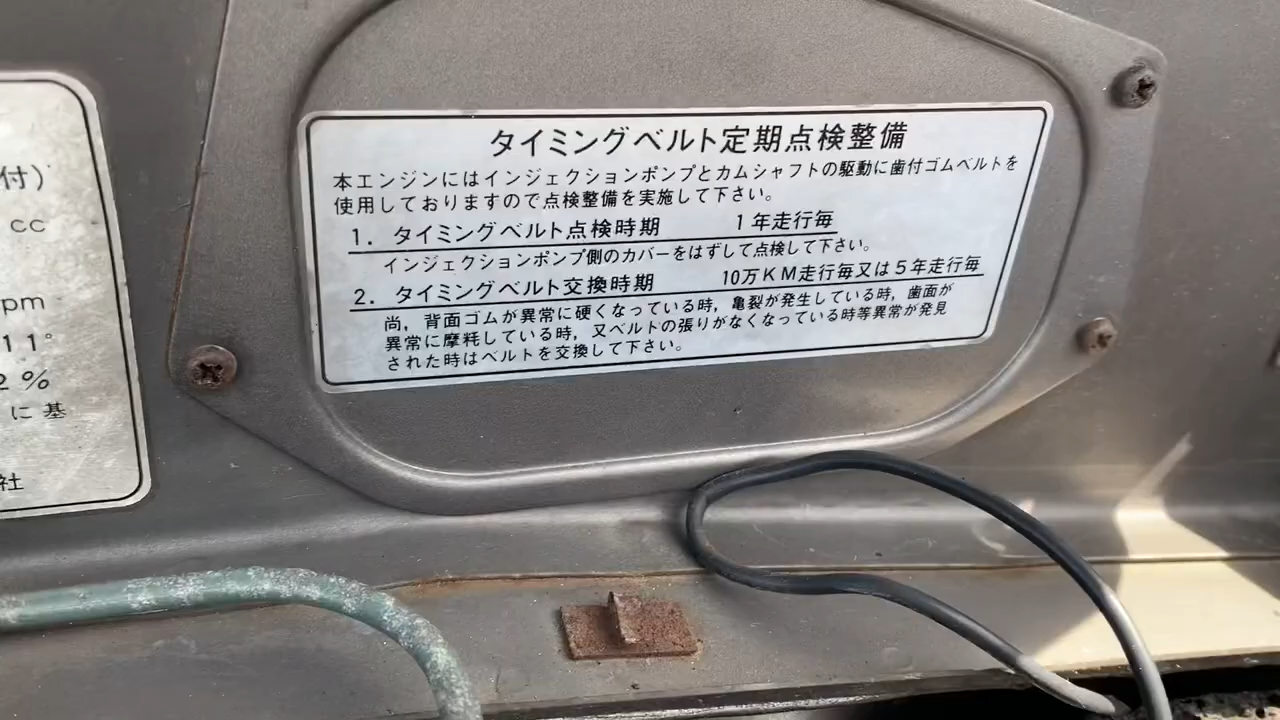 付)
cc
pm
11°
2%
に基
社
タイミングベルト定期点検整備
本エンジンにはインジェクションポンプとカムシャフトの駆動に歯付ゴムベルトを
使用しておりますので点検整備を実施して下さい。
1. タイミングベルト点検時期 1年走行毎
インジェクションポンプ側のカバーをはずして点検して下さい。
2. タイミングベルト交換時期 10万KM走行毎又は5年走行毎
尚,背面ゴムが異常に硬くなっている時,亀裂が発生している時,歯面が
異常に摩耗している時,又ベルトの張りがなくなっている時等異常が発見
された時はベルトを交換して下さい。